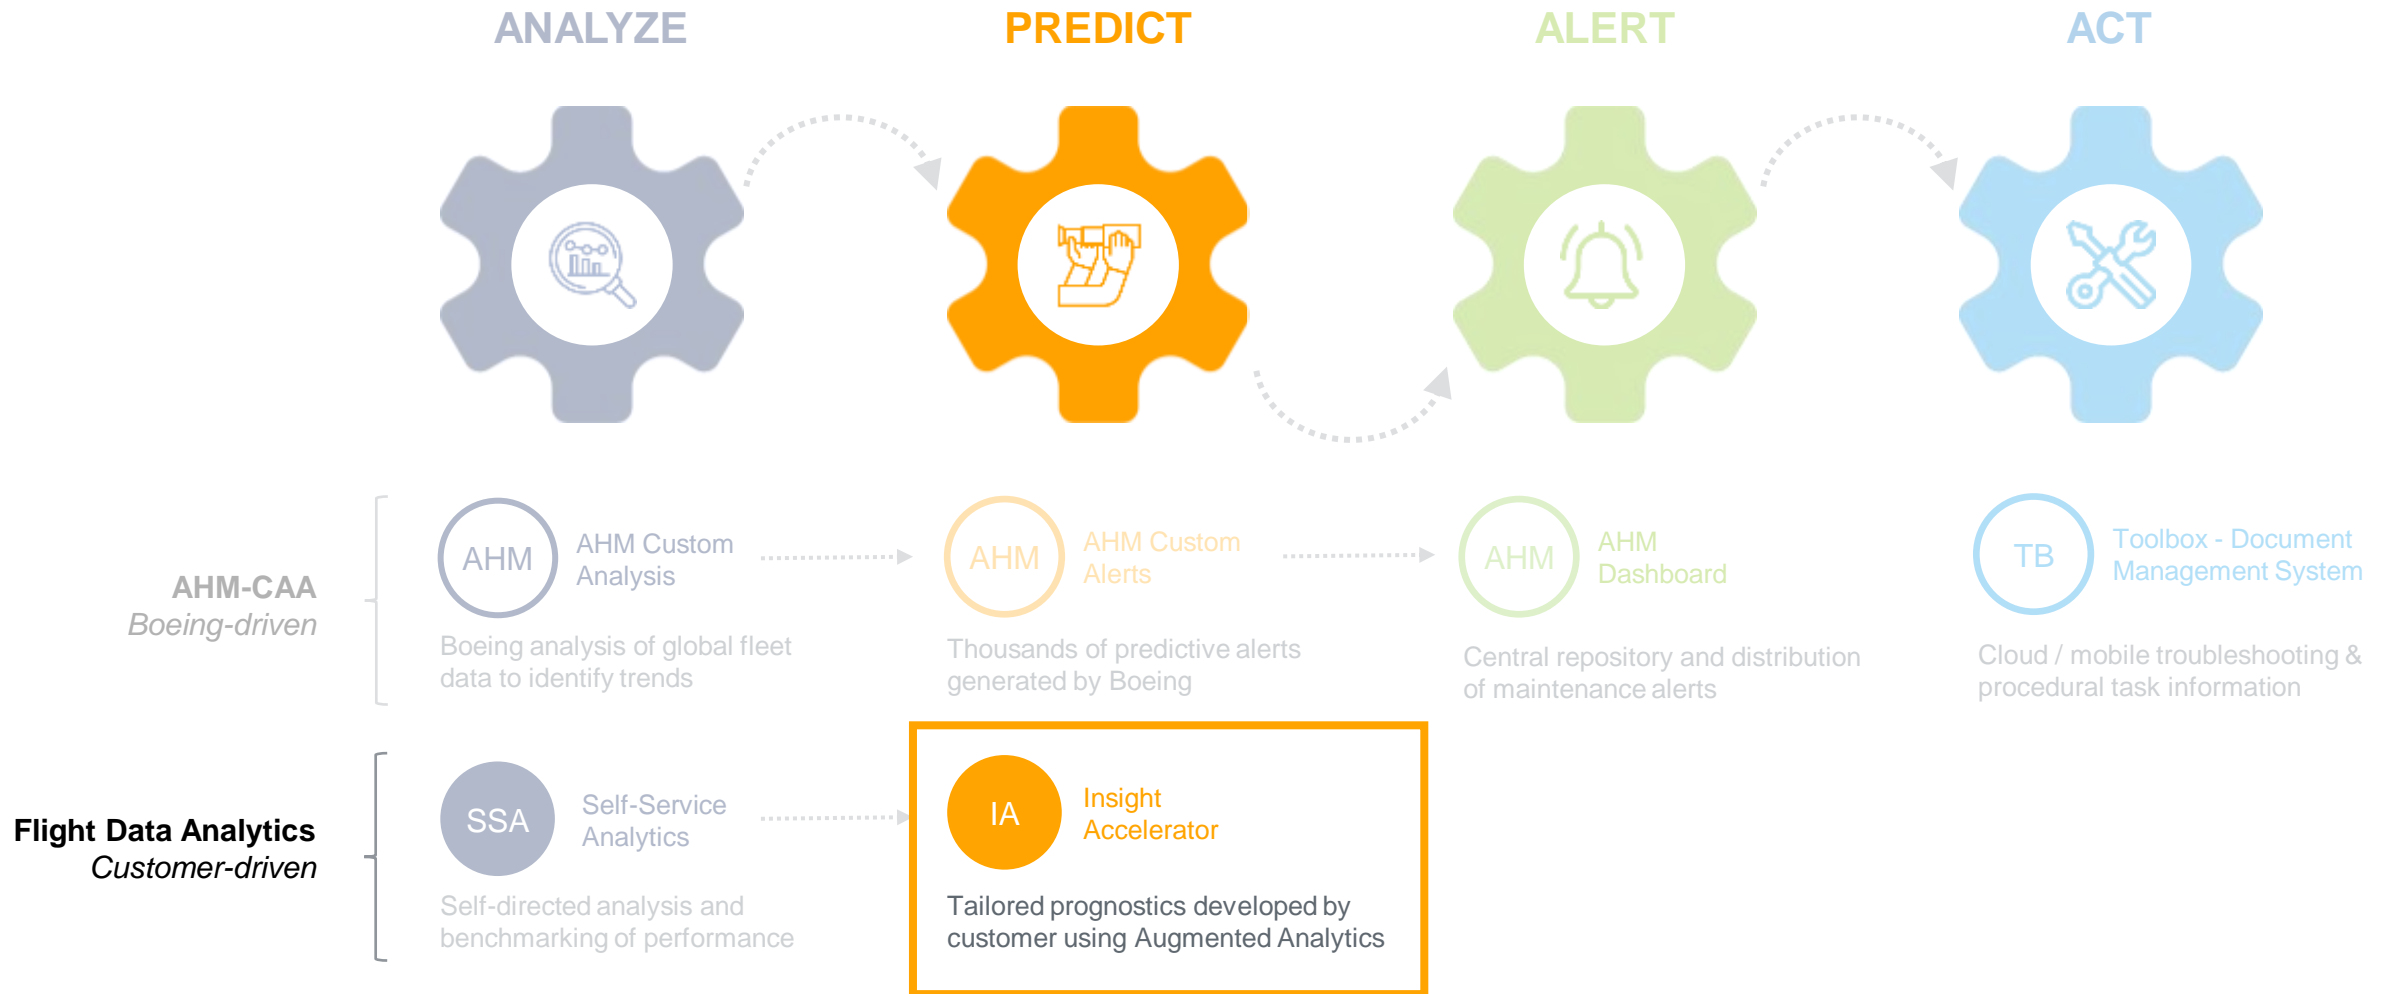 ANALYZE
PREDICT
ALERT
ACT
AHM-CAA
Boeing-driven
AHM
AHM Custom
Analysis
Boeing analysis of global fleet
data to identify trends
AHM
AHM Custom
Alerts
Thousands of predictive alerts
generated by Boeing
AHM
AHM
Dashboard
Central repository and distribution
of maintenance alerts
TB
Toolbox - Document
Management System
Cloud / mobile troubleshooting &
procedural task information
Flight Data Analytics
Customer-driven
SSA
Self-Service
Analytics
Self-directed analysis and
benchmarking of performance
IA
Insight
Accelerator
Tailored prognostics developed by
customer using Augmented Analytics